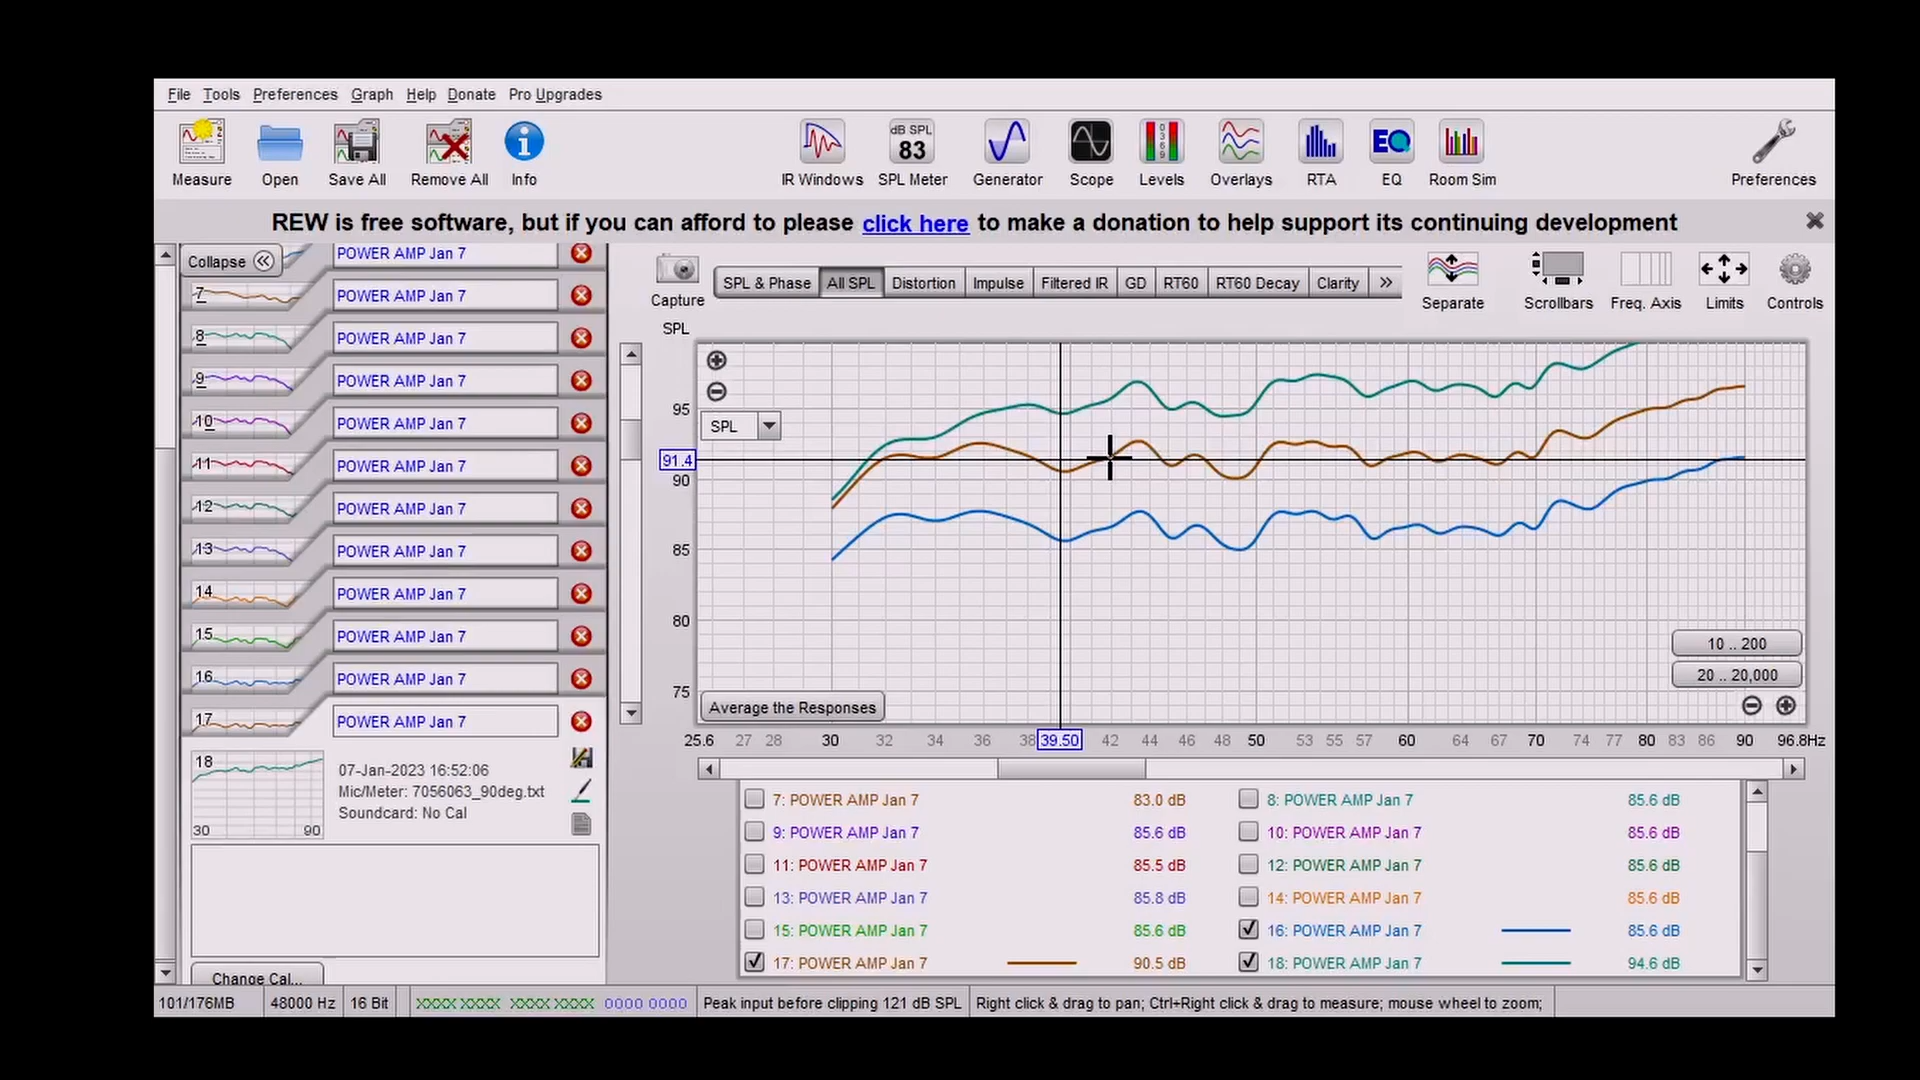 File Tools Preferences Graph Help Donate Pro Upgrades
Measure Open Save All Remove All Info IR Windows dB SPL 83 SPL Meter Generator Scope Levels Overlays RTA EQ EQ Room Sim Preferences
REW is free software, but if you can afford to please click here to make a donation to help support its continuing development
Collapse
POWER AMP Jan 7
7 POWER AMP Jan 7
8 POWER AMP Jan 7
9 POWER AMP Jan 7
10 POWER AMP Jan 7
11 POWER AMP Jan 7
12 POWER AMP Jan 7
13 POWER AMP Jan 7
14 POWER AMP Jan 7
15 POWER AMP Jan 7
16 POWER AMP Jan 7
17 POWER AMP Jan 7
18
30 90
07-Jan-2023 16:52:06
Mic/Meter: 7056063_90deg.txt
Soundcard: No Cal
Change Cal...
Capture SPL & Phase All SPL Distortion Impulse Filtered IR GD RT60 RT60 Decay Clarity » Separate Scrollbars Freq. Axis Limits Controls
SPL
SPL
95
91.4
90
85
80
75
10 .. 200
20 .. 20,000
Average the Responses
25.6 27 28 30 32 34 36 38 39.50 42 44 46 48 50 53 55 57 60 64 67 70 74 77 80 83 86 90 96.8Hz
7: POWER AMP Jan 7 83.0 dB 8: POWER AMP Jan 7 85.6 dB
9: POWER AMP Jan 7 85.6 dB 10: POWER AMP Jan 7 85.6 dB
11: POWER AMP Jan 7 85.5 dB 12: POWER AMP Jan 7 85.6 dB
13: POWER AMP Jan 7 85.8 dB 14: POWER AMP Jan 7 85.6 dB
15: POWER AMP Jan 7 85.6 dB 16: POWER AMP Jan 7 85.6 dB
17: POWER AMP Jan 7 90.5 dB 18: POWER AMP Jan 7 94.6 dB
101/176MB 48000 Hz 16 Bit XXXX XXXX XXXX XXXX 0000 0000 Peak input before clipping 121 dB SPL Right click & drag to pan; Ctrl+Right click & drag to measure; mouse wheel to zoom;